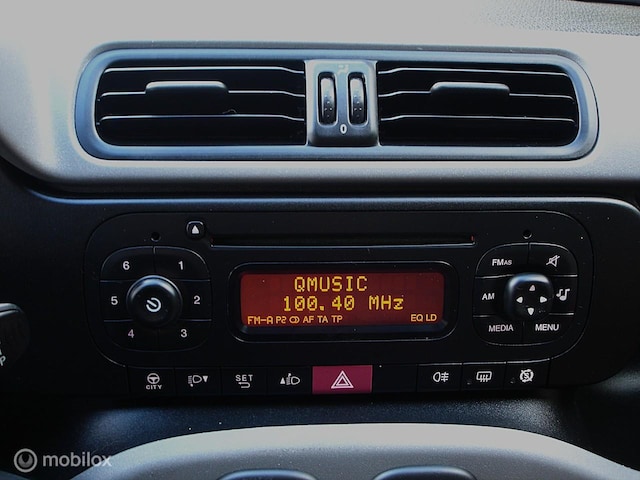 0
6 1
5 2
4 3
QMUSIC
100.40 MHz
FM-A P2 AF TA TP EQ LD
FMAS
AM
MEDIA MENU
CITY
SET
mobilox